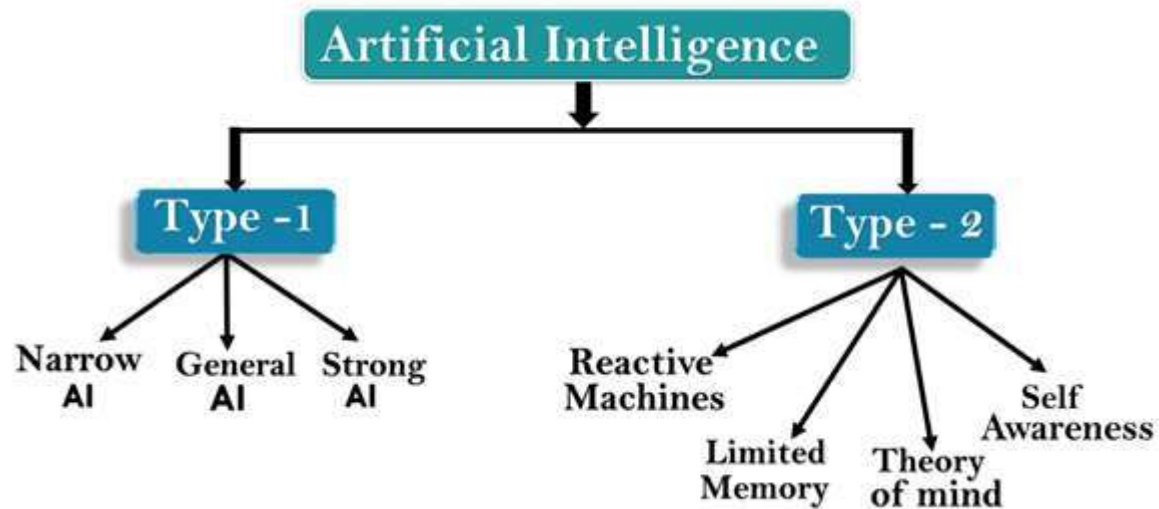 Artificial Intelligence
Type -1
Type - 2
Narrow
AI
General
AI
Strong
AI
Reactive
Machines
Limited
Memory
Theory
of mind
Self
Awareness